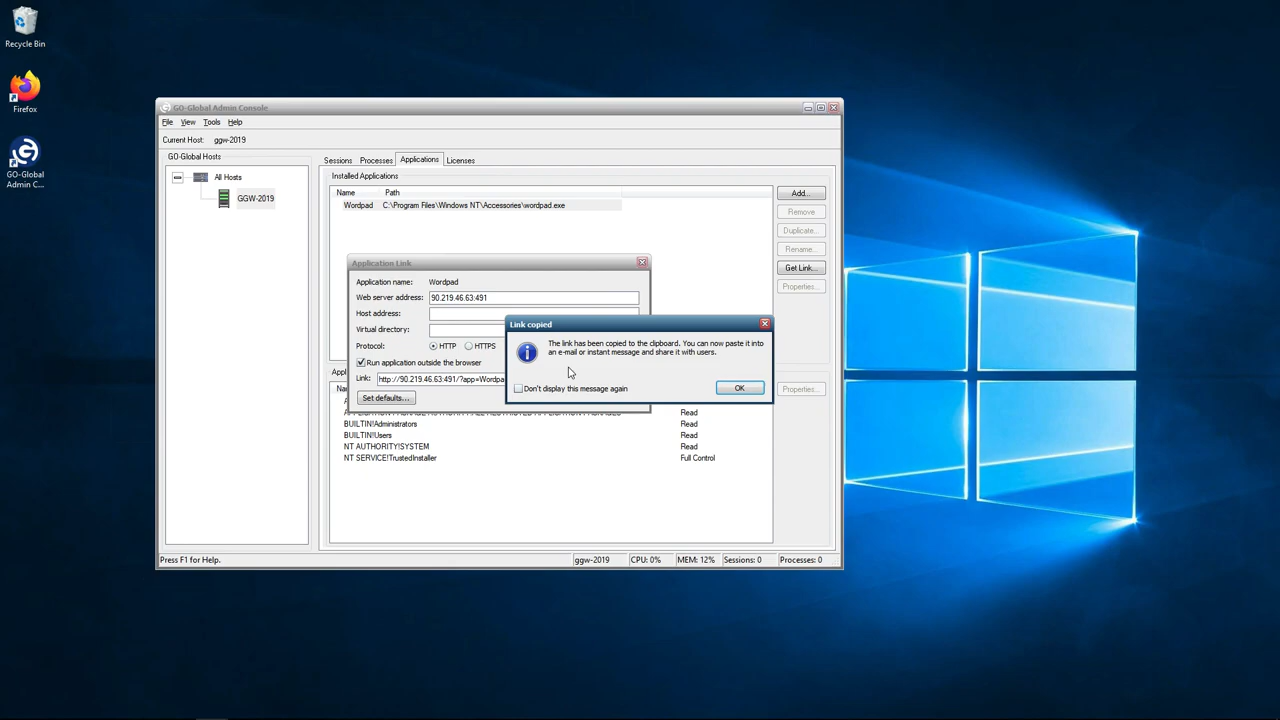 Recycle Bin
Firefox
GO-Global
Admin C...
GO-Global Admin Console
File View Tools Help
Current Host: ggw-2019
GO-Global Hosts
All Hosts
GGW-2019
Sessions Processes Applications Licenses
Installed Applications
Name Path
Wordpad C:\Program Files\Windows NT\Accessories\wordpad.exe
Add...
Remove
Duplicate...
Rename...
Get Link...
Properties...
Application Link
Application name: Wordpad
Web server address: 90.219.46.63:491
Host address:
Virtual directory:
Protocol: HTTP HTTPS
Run application outside the browser
Link: http://90.219.46.63:491/?app=Wordpa
Set defaults...
Link copied
The link has been copied to the clipboard. You can now paste it into
an e-mail or instant message and share it with users.
Don't display this message again
OK
Properties...
Read
BUILTIN\Administrators Read
BUILTIN\Users Read
NT AUTHORITY\SYSTEM Read
NT SERVICE\TrustedInstaller Full Control
Press F1 for Help.
ggw-2019 CPU: 0% MEM: 12% Sessions: 0 Processes: 0